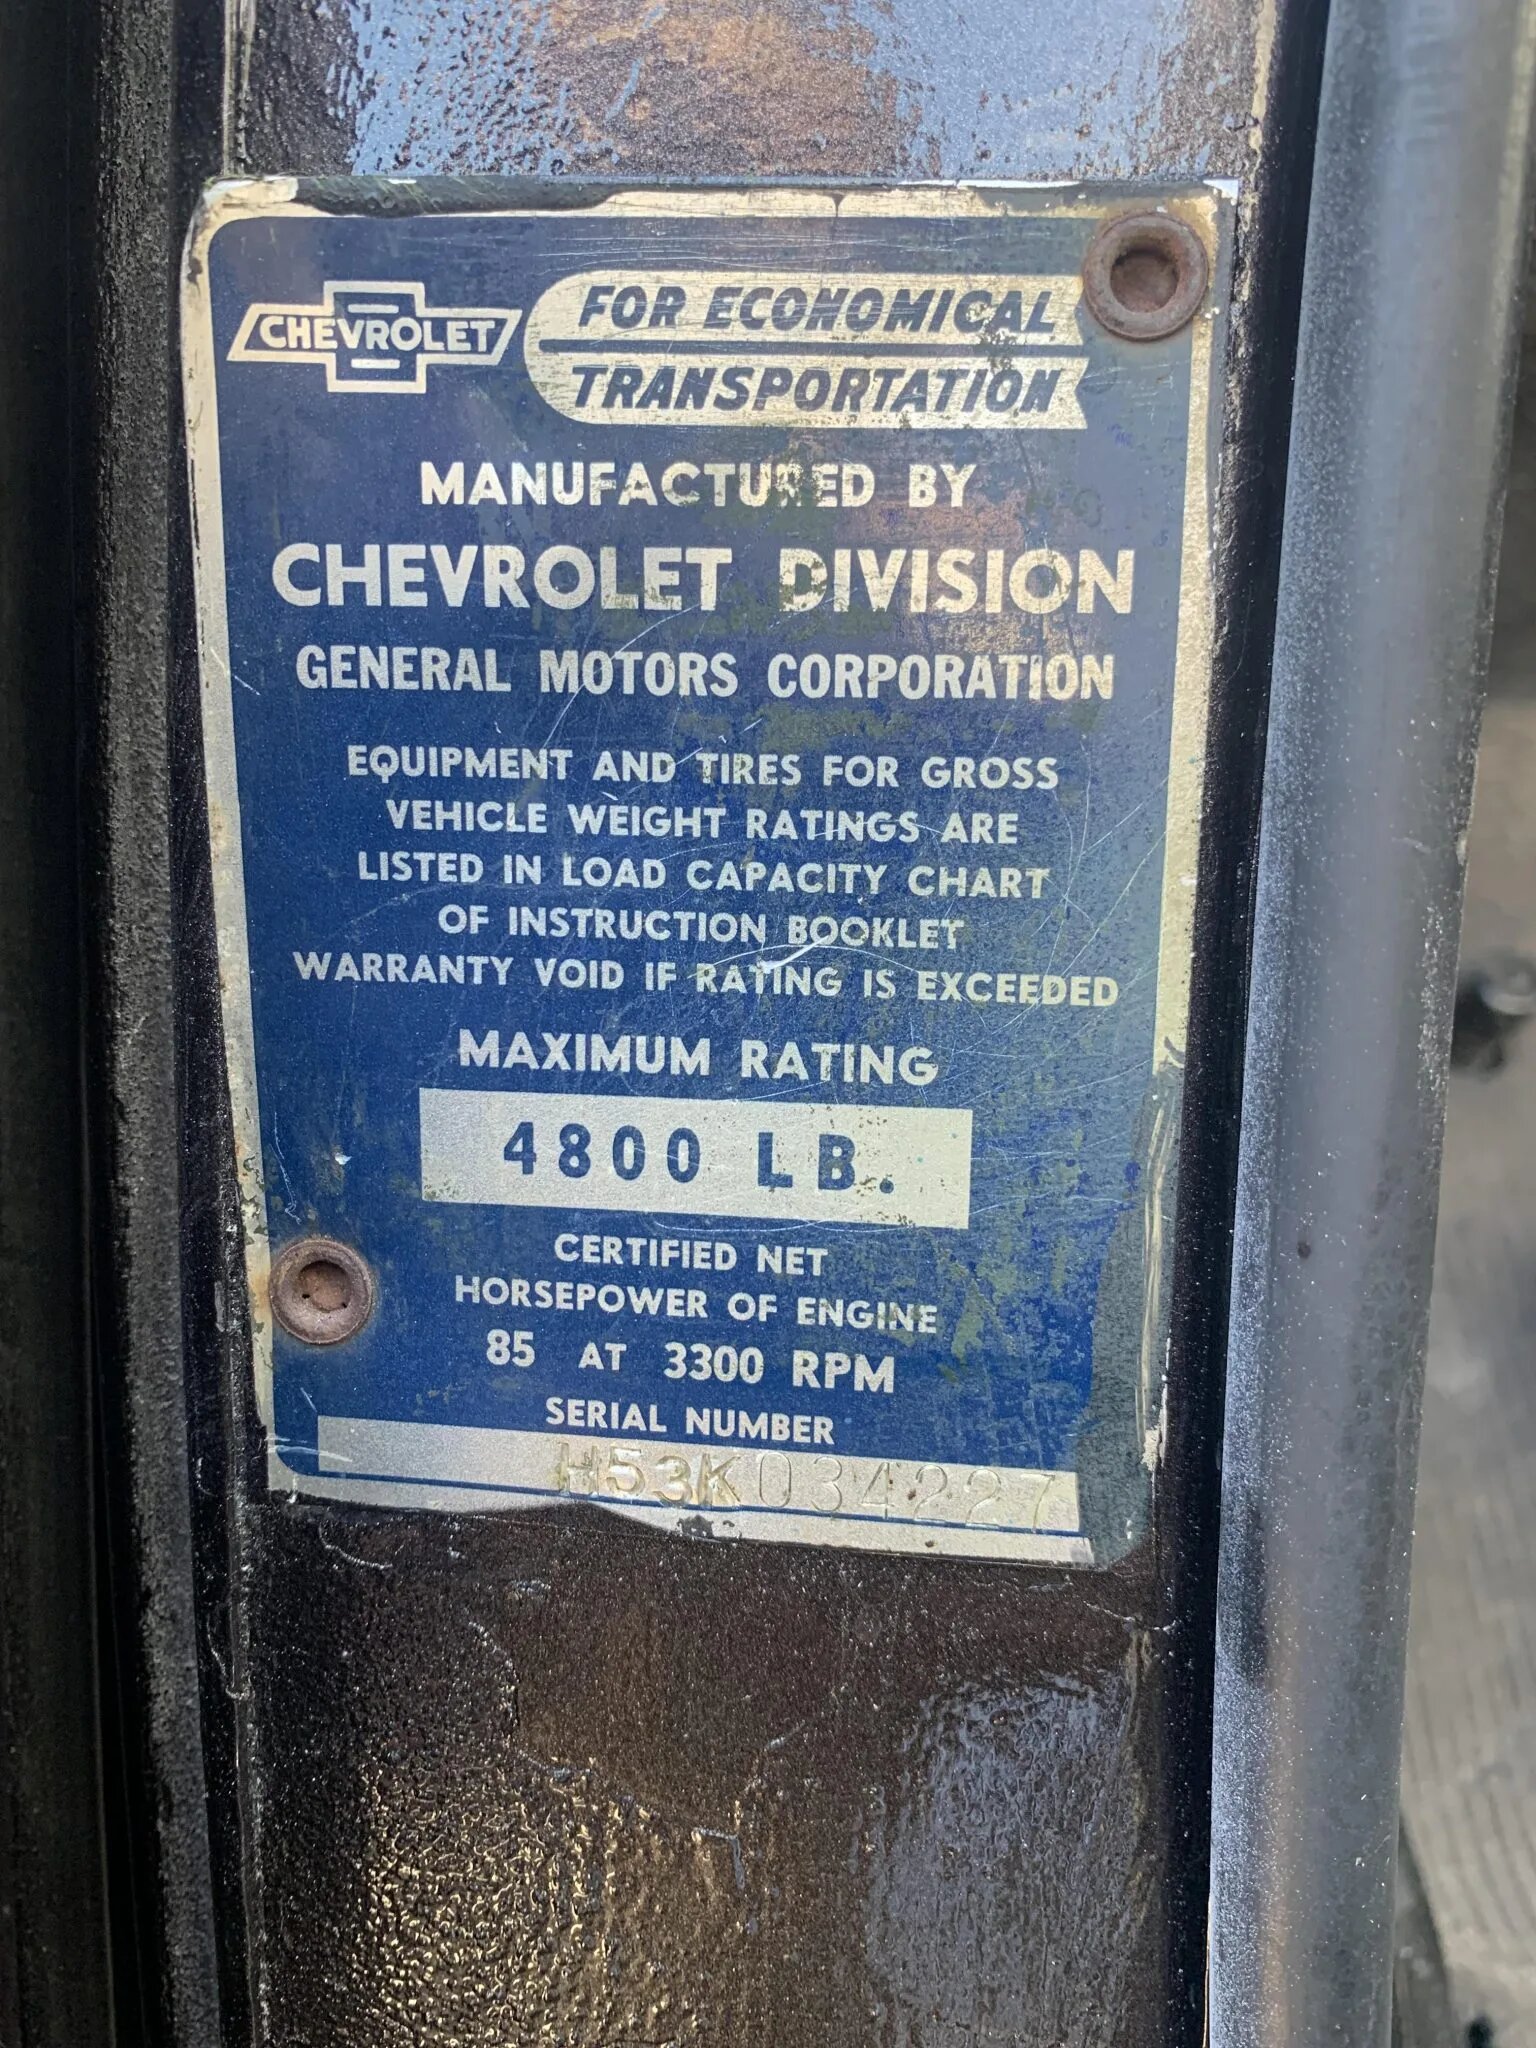 CHEVROLET
FOR ECONOMICAL
TRANSPORTATION
MANUFACTURED BY
CHEVROLET DIVISION
GENERAL MOTORS CORPORATION
EQUIPMENT AND TIRES FOR GROSS
VEHICLE WEIGHT RATINGS ARE
LISTED IN LOAD CAPACITY CHART
OF INSTRUCTION BOOKLET
WARRANTY VOID IF RATING IS EXCEEDED
MAXIMUM RATING
4800 LB.
CERTIFIED NET
HORSEPOWER OF ENGINE
85 AT 3300 RPM
SERIAL NUMBER
H53K034227